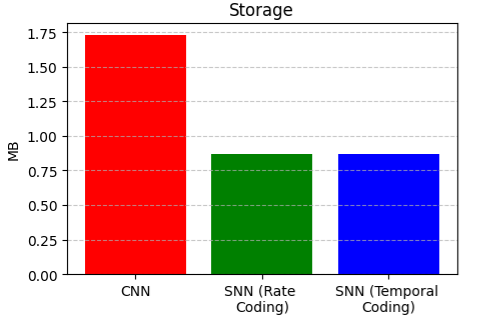 Storage
1.75
1.50
1.25
1.00
0.75
0.50
0.25
0.00
MB
CNN
SNN (Rate
Coding)
SNN (Temporal
Coding)